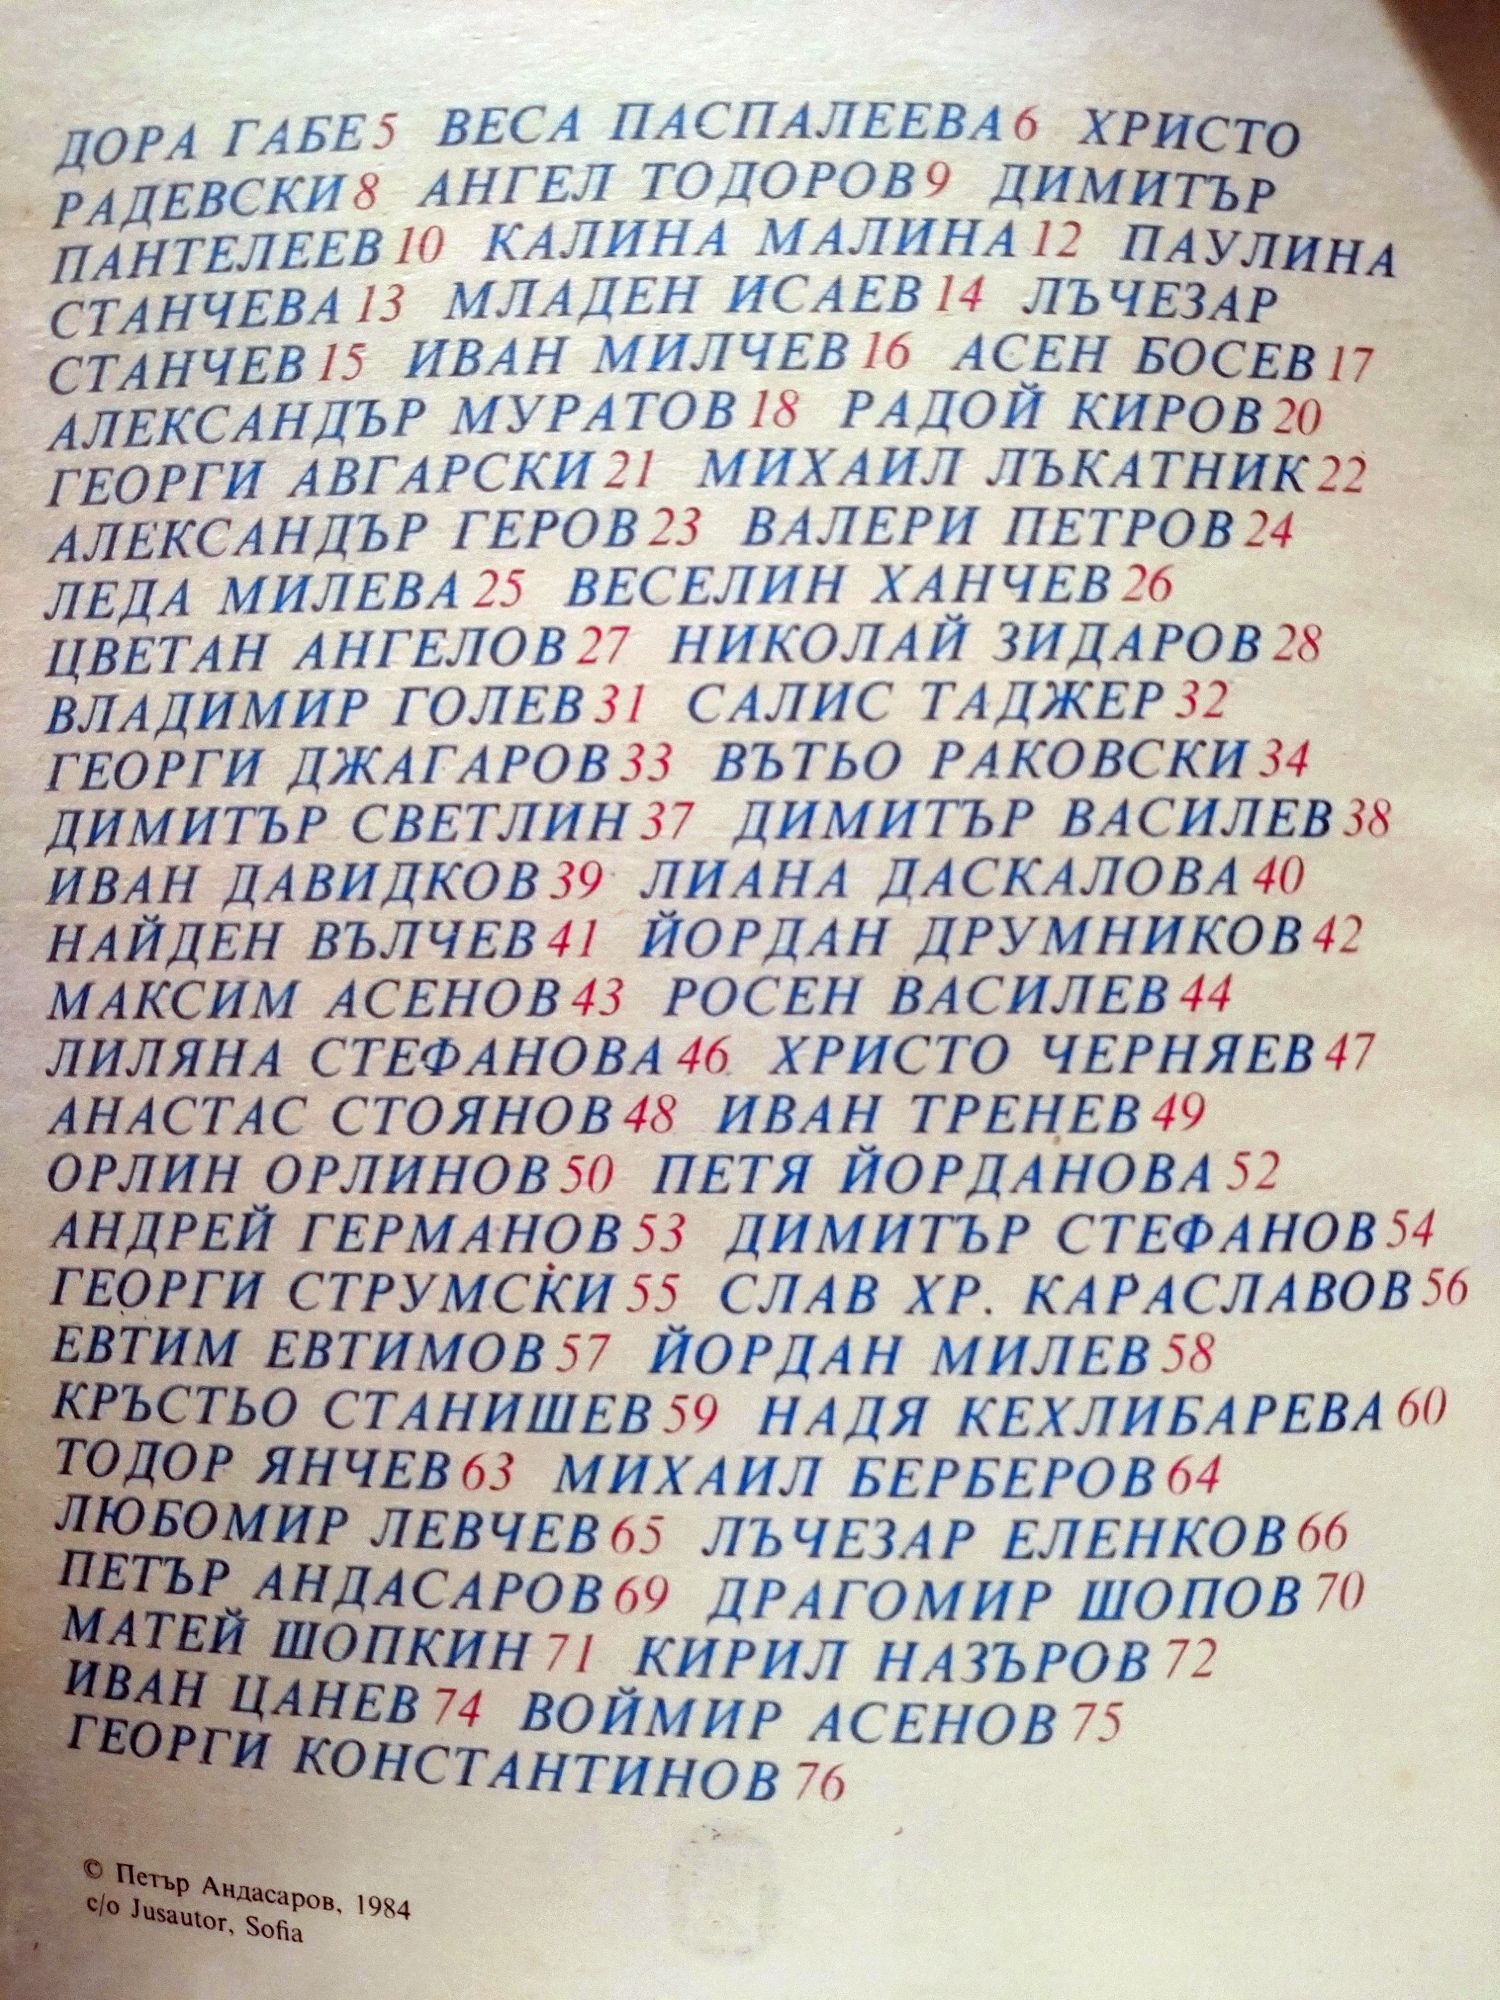 ДОРА ГАБЕ 5 ВЕСА ПАСПАЛЕЕВА 6 ХРИСТО
РАДЕВСКИ 8 АНГЕЛ ТОДОРОВ 9 ДИМИТЪР
ПАНТЕЛЕЕВ 10 КАЛИНА МАЛИНА 12 ПАУЛИНА
СТАНЧЕВА 13 МЛАДЕН ИСАЕВ 14 ЛЪЧЕЗАР
СТАНЧЕВ 15 ИВАН МИЛЧЕВ 16 АСЕН БОСЕВ 17
АЛЕКСАНДЪР МУРАТОВ 18 РАДОЙ КИРОВ 20
ГЕОРГИ АВГАРСКИ 21 МИХАИЛ ЛЪКАТНИК 22
АЛЕКСАНДЪР ГЕРОВ 23 ВАЛЕРИ ПЕТРОВ 24
ЛЕДА МИЛЕВА 25 ВЕСЕЛИН ХАНЧЕВ 26
ЦВЕТАН АНГЕЛОВ 27 НИКОЛАЙ ЗИДАРОВ 28
ВЛАДИМИР ГОЛЕВ 31 САЛИС ТАДЖЕР 32
ГЕОРГИ ДЖАГАРОВ 33 ВЪТЬО РАКОВСКИ 34
ДИМИТЪР СВЕТЛИН 37 ДИМИТЪР ВАСИЛЕВ 38
ИВАН ДАВИДКОВ 39 ЛИАНА ДАСКАЛОВА 40
НАЙДЕН ВЪЛЧЕВ 41 ЙОРДАН ДРУМНИКОВ 42
МАКСИМ АСЕНОВ 43 РОСЕН ВАСИЛЕВ 44
ЛИЛЯНА СТЕФАНОВА 46 ХРИСТО ЧЕРНЯЕВ 47
АНАСТАС СТОЯНОВ 48 ИВАН ТРЕНЕВ 49
ОРЛИН ОРЛИНОВ 50 ПЕТЯ ЙОРДАНОВА 52
АНДРЕЙ ГЕРМАНОВ 53 ДИМИТЪР СТЕФАНОВ 54
ГЕОРГИ СТРУМСКИ 55 СЛАВ ХР. КАРАСЛАВОВ 56
ЕВТИМ ЕВТИМОВ 57 ЙОРДАН МИЛЕВ 58
КРЪСТЬО СТАНИШЕВ 59 НАДЯ КЕХЛИБАРЕВА 60
ТОДОР ЯНЧЕВ 63 МИХАИЛ БЕРБЕРОВ 64
ЛЮБОМИР ЛЕВЧЕВ 65 ЛЪЧЕЗАР ЕЛЕНКОВ 66
ПЕТЪР АНДАСАРОВ 69 ДРАГОМИР ШОПОВ 70
МАТЕЙ ШОПКИН 71 КИРИЛ НАЗЪРОВ 72
ИВАН ЦАНЕВ 74 ВОЙМИР АСЕНОВ 75
ГЕОРГИ КОНСТАНТИНОВ 76
© Петър Андасаров, 1984
c/o Jusautor, Sofia